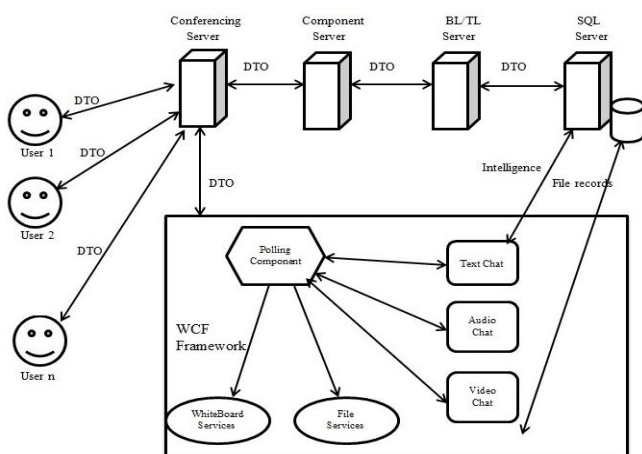 Conferencing
Server
Component
Server
BL/TL
Server
SQL
Server
DTO
DTO
DTO
DTO
User 1
DTO
User 2
DTO
User n
DTO
Intelligence
File records
Polling
Component
Text Chat
Audio
Chat
Video
Chat
WCF
Framework
WhiteBoard
Services
File
Services